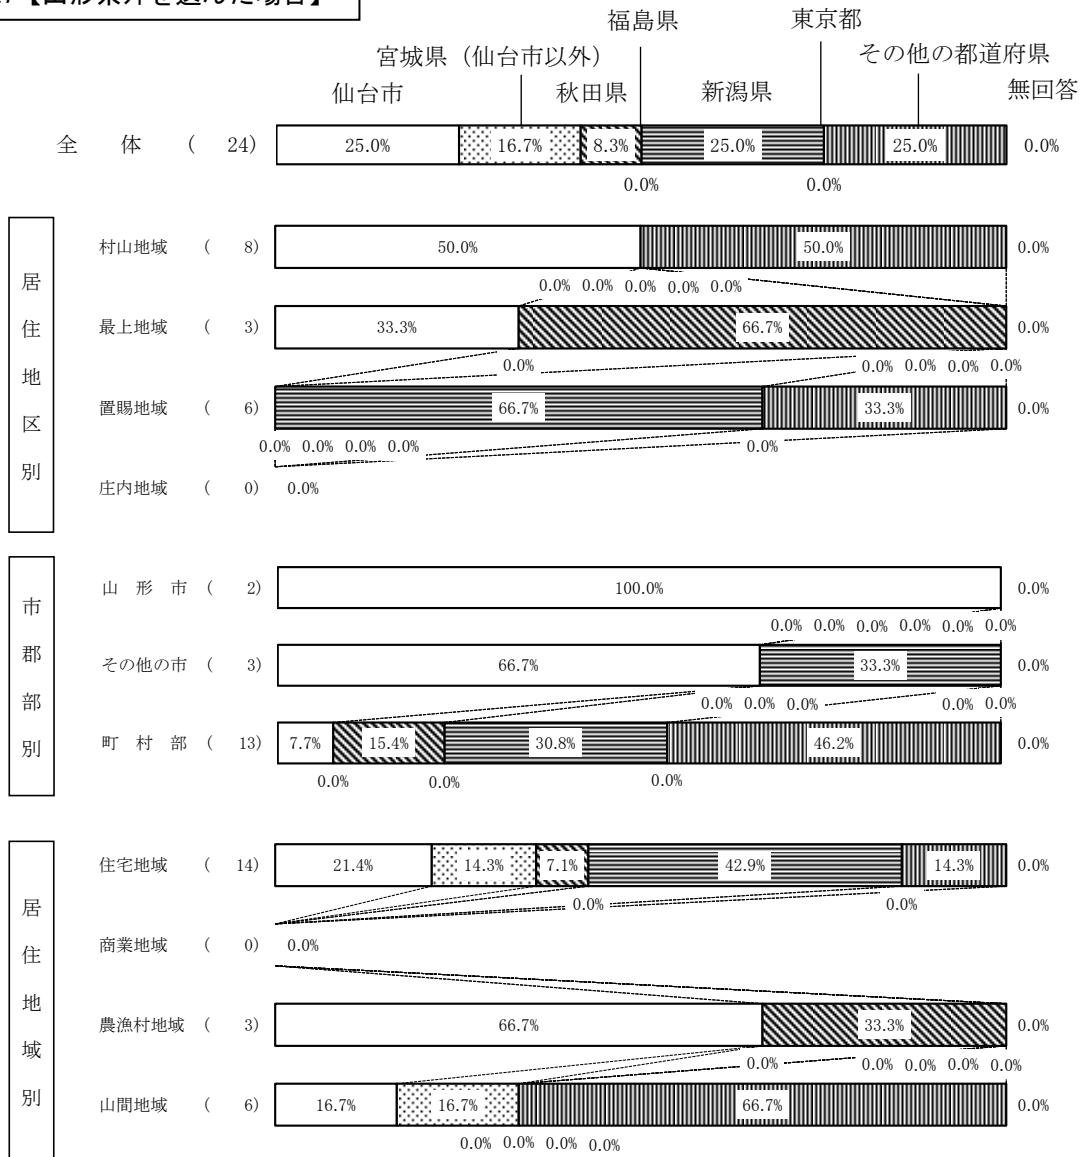 【山形県外を選んだ場合】
福島県 東京都
宮城県（仙台市以外） その他の都道府県
仙台市 秋田県 新潟県 無回答
全 体 ( 24) 25.0% 16.7% 8.3% 25.0% 25.0% 0.0%
0.0% 0.0%
居住地区別
村山地域 ( 8) 50.0% 50.0% 0.0%
0.0% 0.0% 0.0% 0.0% 0.0%
最上地域 ( 3) 33.3% 66.7% 0.0%
0.0% 0.0% 0.0% 0.0% 0.0%
置賜地域 ( 6) 66.7% 33.3% 0.0%
0.0% 0.0% 0.0% 0.0% 0.0%
庄内地域 ( 0) 0.0%
市郡部別
山 形 市 ( 2) 100.0% 0.0%
0.0% 0.0% 0.0% 0.0% 0.0% 0.0%
その他の市 ( 3) 66.7% 33.3% 0.0%
0.0% 0.0% 0.0% 0.0% 0.0%
町 村 部 ( 13) 7.7% 15.4% 30.8% 46.2% 0.0%
0.0% 0.0% 0.0%
居住地域別
住宅地域 ( 14) 21.4% 14.3% 7.1% 42.9% 14.3% 0.0%
0.0% 0.0%
商業地域 ( 0) 0.0%
農漁村地域 ( 3) 66.7% 33.3% 0.0%
0.0% 0.0% 0.0% 0.0% 0.0%
山間地域 ( 6) 16.7% 16.7% 66.7% 0.0%
0.0% 0.0% 0.0% 0.0%